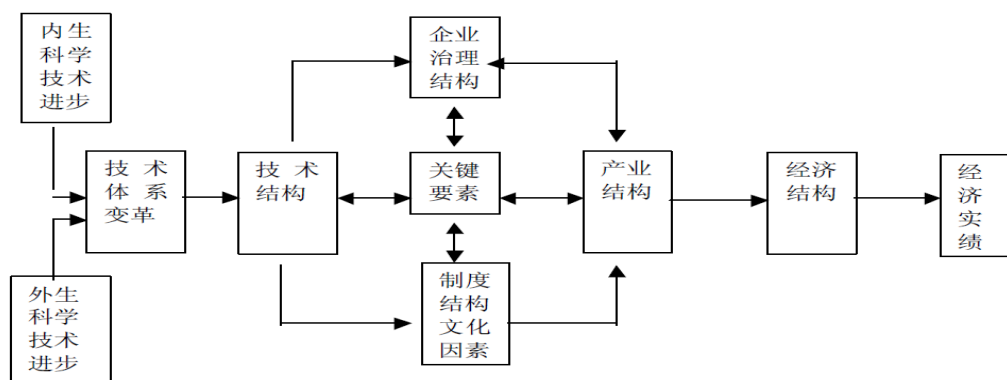 内生
科学
技术
进步
外生
科学
技术
进步
技术
体系
变革
技术
结构
企业
治理
结构
关键
要素
制度
结构
文化
因素
产业
结构
经济
结构
经
济
实
绩